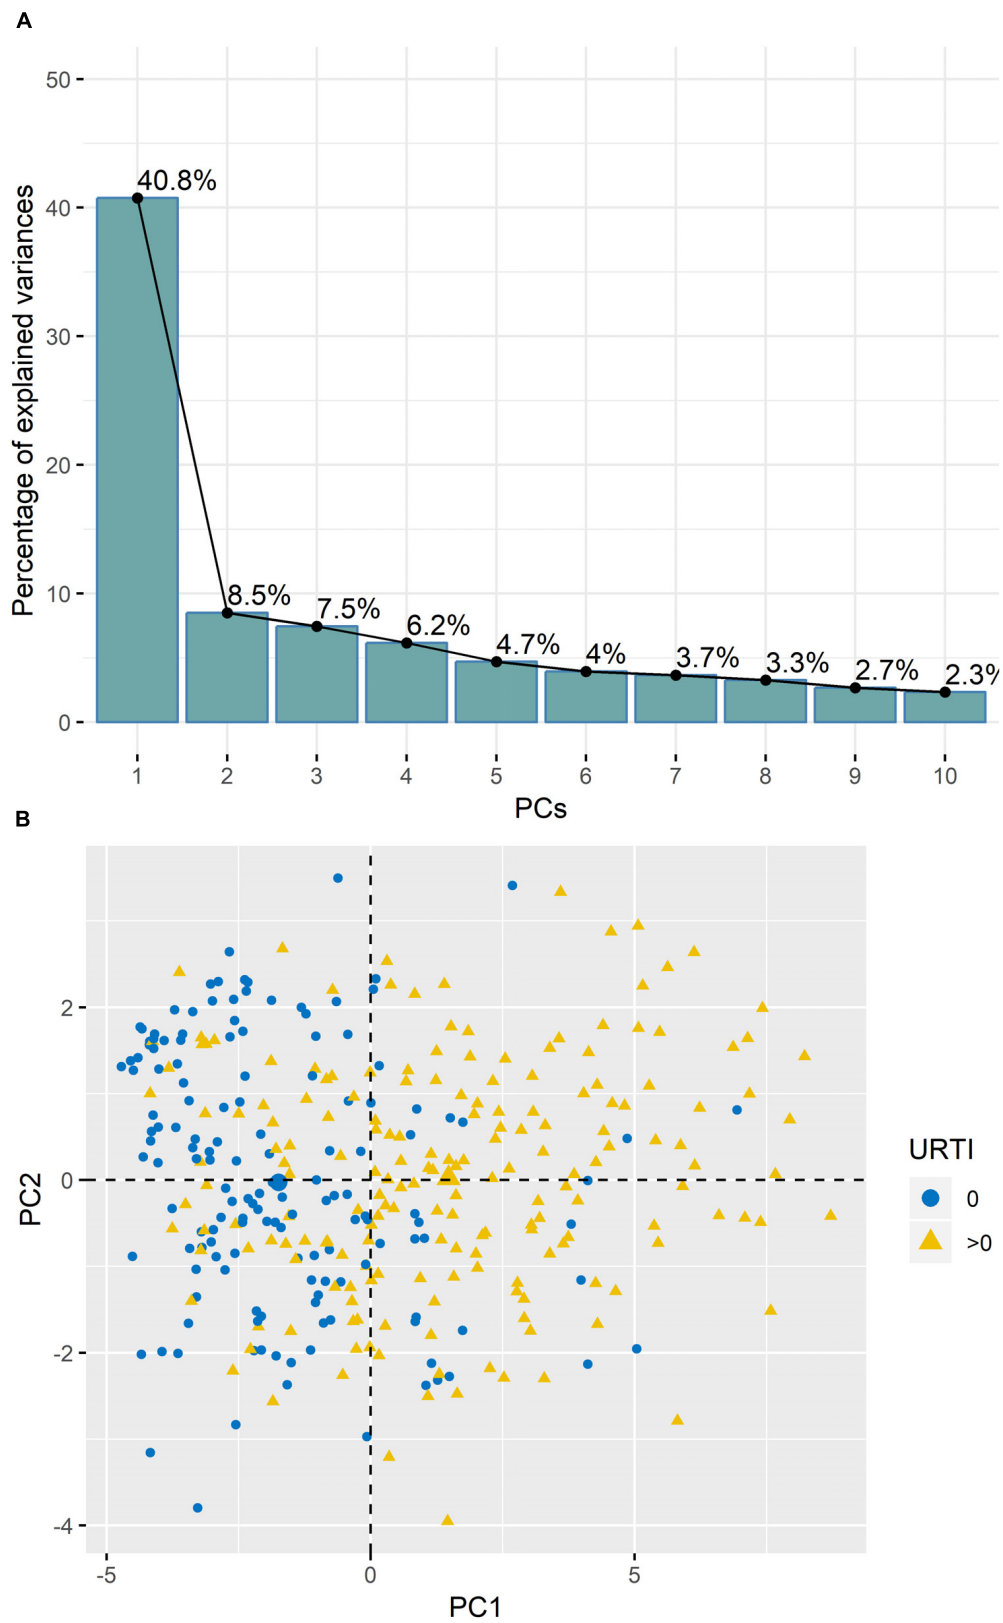 A
50
40
30
20
10
0
Percentage of explained variances
40.8%
8.5%
7.5%
6.2%
4.7%
4%
3.7%
3.3%
2.7%
2.3%
1 2 3 4 5 6 7 8 9 10
PCs
B
2
0
-2
-4
PC2
-5 0 5
PC1
URTI
0
>0